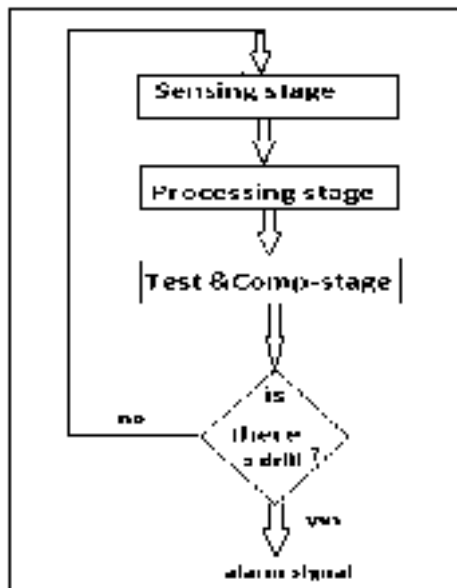 Sensing stage
Processing stage
Test &Comp-stage
is
there
a drift ?
no
yes
alarm signal